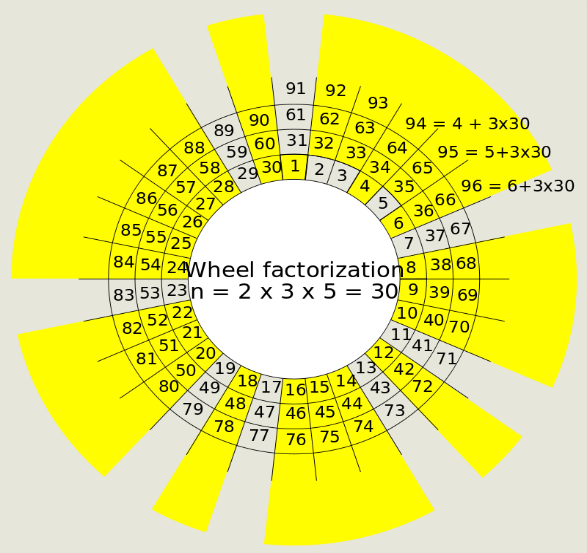 Wheel factorization
n = 2 x 3 x 5 = 30
1 2 3 4 5 6 7 8 9 10 11 12 13 14 15 16 17 18 19 20 21 22 23 24 25 26 27 28 29 30
31 32 33 34 35 36 37 38 39 40 41 42 43 44 45 46 47 48 49 50 51 52 53 54 55 56 57 58 59 60
61 62 63 64 65 66 67 68 69 70 71 72 73 74 75 76 77 78 79 80 81 82 83 84 85 86 87 88 89 90
91 92 93
94 = 4 + 3x30
95 = 5+3x30
96 = 6+3x30